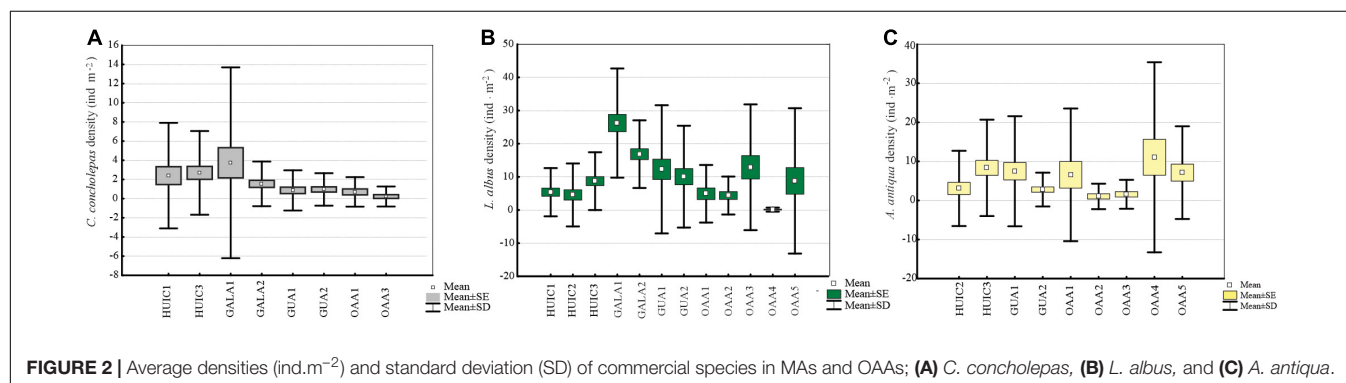 A
C. concholepas density (ind m⁻²)
16
14
12
10
8
6
4
2
0
-2
-4
-6
-8
HUIC1
HUIC3
GALA1
GALA2
GUA1
GUA2
OAA1
OAA3
Mean
Mean±SE
Mean±SD
B
L. albus density (ind ·m⁻²)
50
40
30
20
10
0
-10
-20
HUIC1
HUIC2
HUIC3
GALA1
GALA2
GUA1
GUA2
OAA1
OAA2
OAA3
OAA4
OAA5
Mean
Mean±SE
Mean±SD
C
A. antiqua density (ind ·m⁻²)
40
30
20
10
0
-10
-20
HUIC2
HUIC3
GUA1
GUA2
OAA1
OAA2
OAA3
OAA4
OAA5
Mean
Mean±SE
Mean±SD
FIGURE 2 | Average densities (ind.m⁻²) and standard deviation (SD) of commercial species in MAs and OAAs; (A) C. concholepas, (B) L. albus, and (C) A. antiqua.